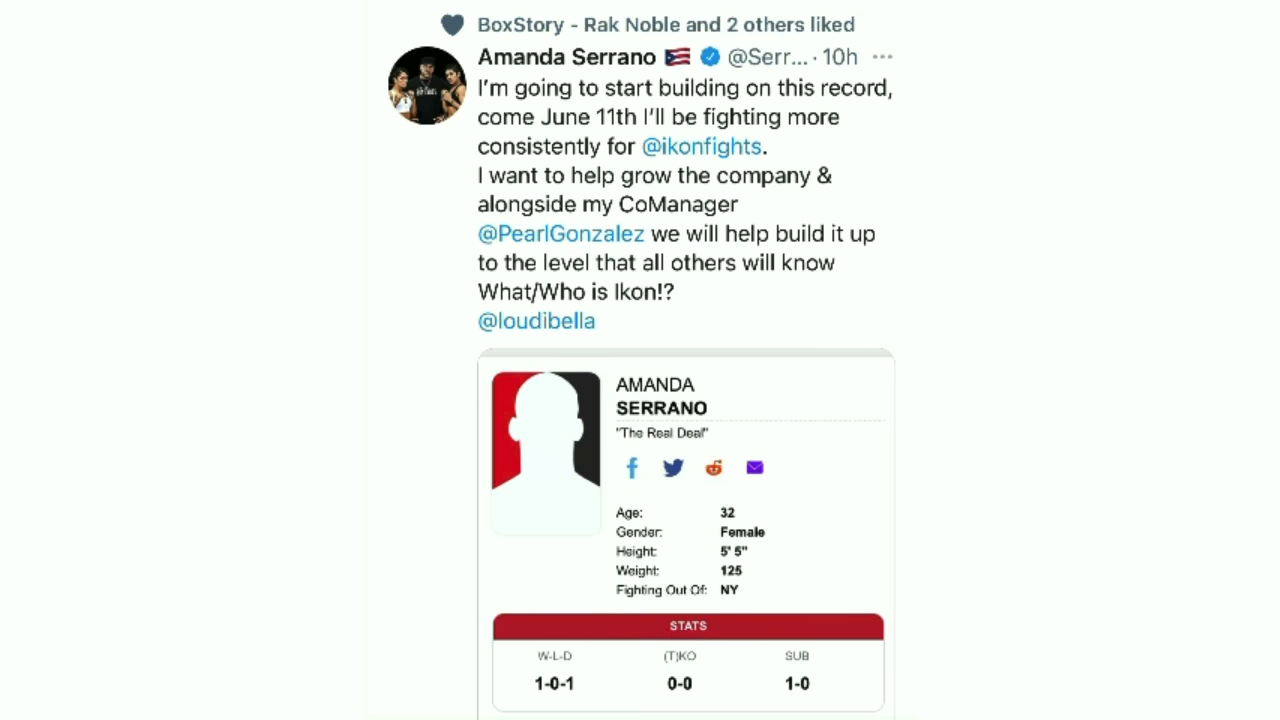 BoxStory - Rak Noble and 2 others liked
Amanda Serrano @Serr... · 10h ...
I'm going to start building on this record,
come June 11th I'll be fighting more
consistently for @ikonfights.
I want to help grow the company &
alongside my CoManager
@PearlGonzalez we will help build it up
to the level that all others will know
What/Who is Ikon!?
@loudibella
AMANDA
SERRANO
"The Real Deal"
Age: 32
Gender: Female
Height: 5' 5"
Weight: 125
Fighting Out Of: NY
STATS
W-L-D (T)KO SUB
1-0-1 0-0 1-0